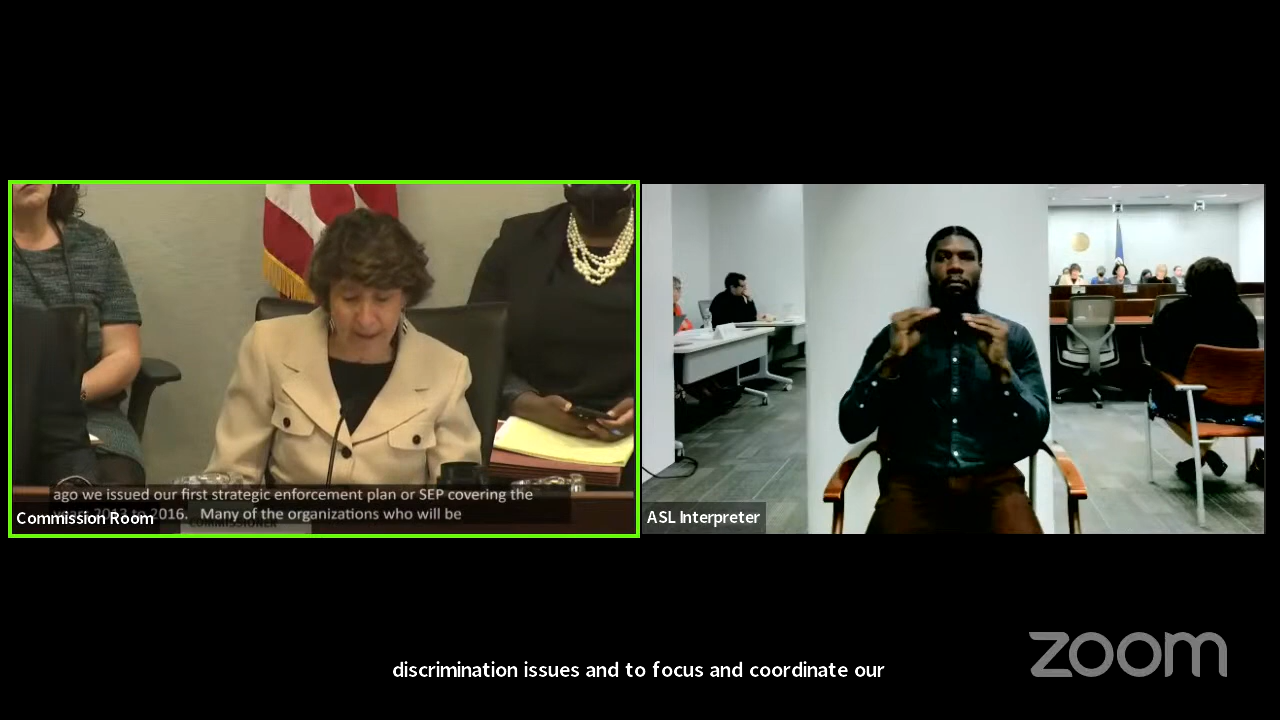 ago we issued our first strategic enforcement plan or SEP covering the
2016. Many of the organizations who will be
COMMISSIONER
Commission Room
ASL Interpreter
discrimination issues and to focus and coordinate our
zoom